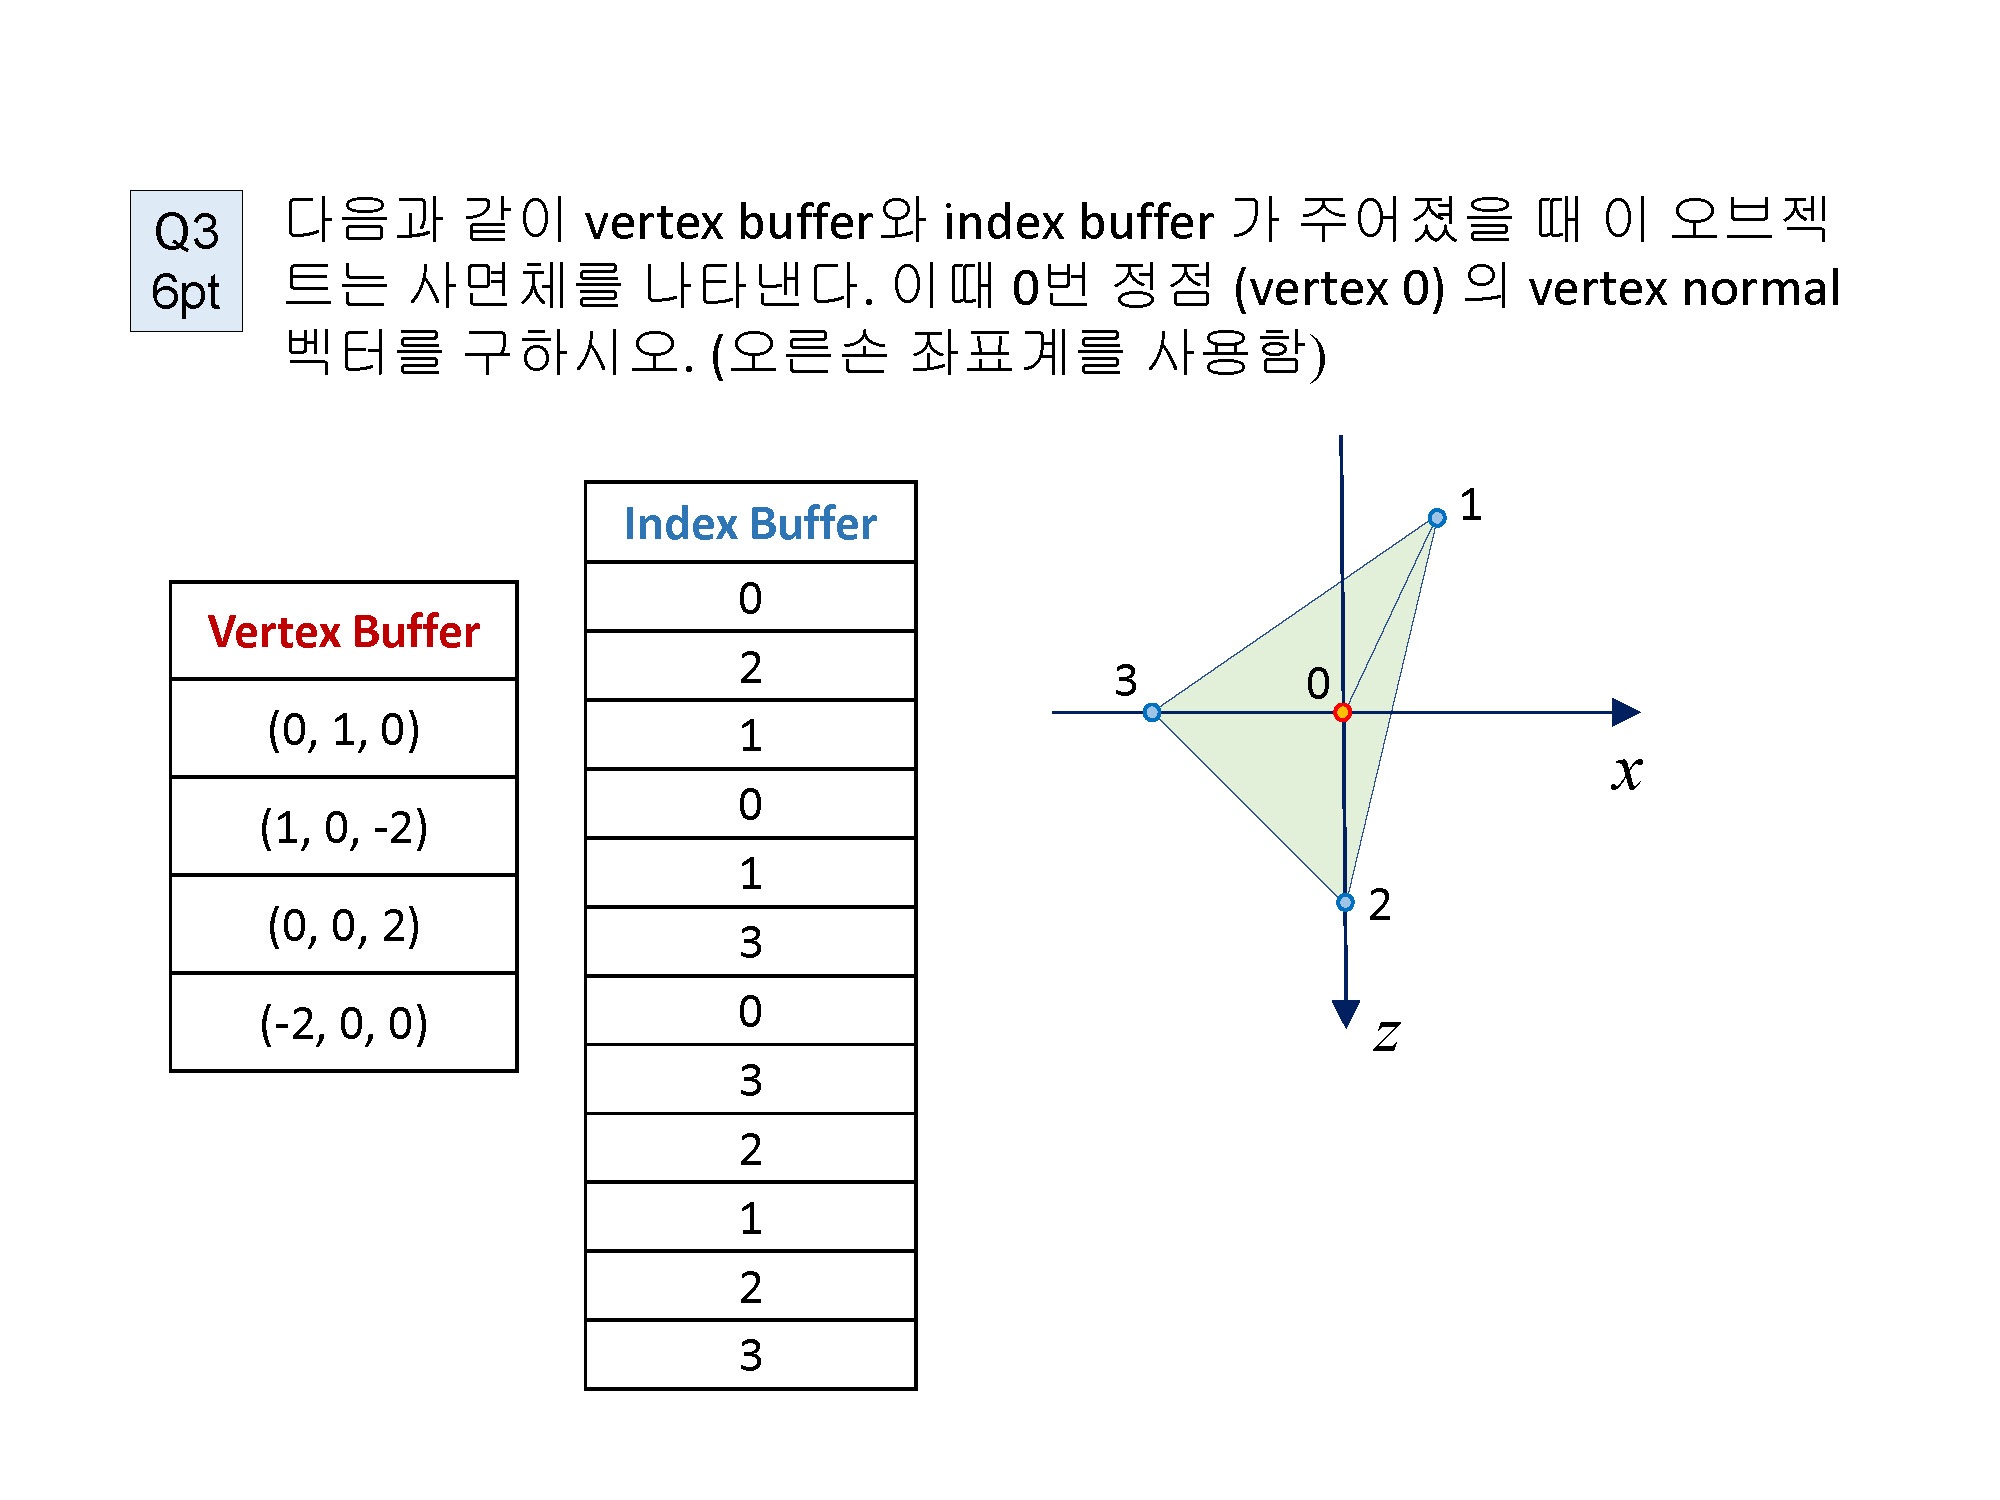 Q3
6pt
다음과 같이 vertex buffer와 index buffer 가 주어졌을 때 이 오브젝
트는 사면체를 나타낸다. 이때 0번 정점 (vertex 0) 의 vertex normal
벡터를 구하시오. (오른손 좌표계를 사용함)
Vertex Buffer
(0, 1, 0)
(1, 0, -2)
(0, 0, 2)
(-2, 0, 0)
Index Buffer
0
2
1
0
1
3
0
3
2
1
2
3
1
3
0
x
2
z